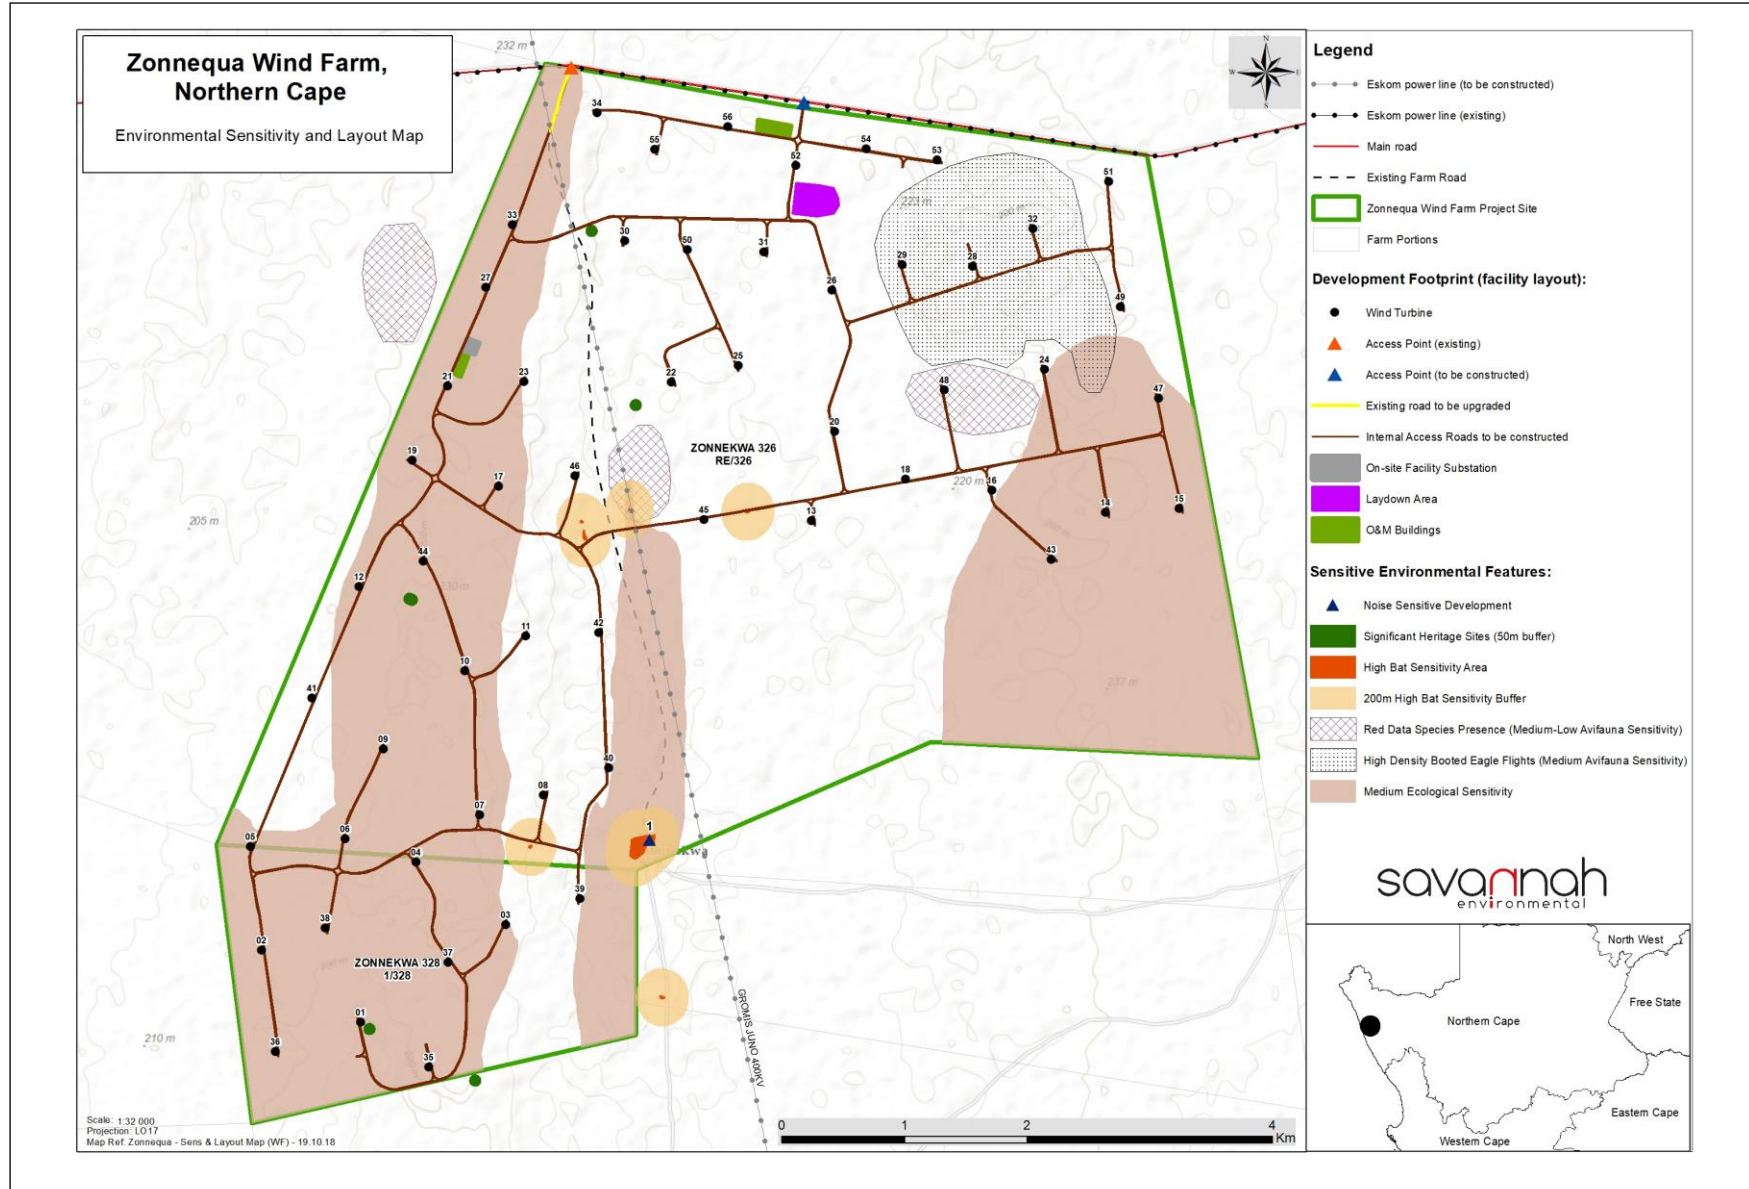 Zonnequa Wind Farm,
Northern Cape
Environmental Sensitivity and Layout Map
232 m
34
56
55
54
53
52
51
223 m
33
30
50
31
32
29
28
27
26
49
21
23
22
25
24
48
47
20
ZONNEKWA 326
RE/326
19
17
46
18
220 m
16
205 m
45
13
14
15
44
43
12
230 m
11
42
10
41
237 m
09
40
08
07
1
05
06
04
39
38
03
02
37
ZONNEKWA 328
1/328
01
36
35
210 m
GROMIS JUNO 400KV
Scale: 1:32 000
Projection: LO17
Map Ref: Zonnequa - Sens & Layout Map (WF) - 19.10.18
0 1 2 4
Km
N
W E
S
Legend
Eskom power line (to be constructed)
Eskom power line (existing)
Main road
Existing Farm Road
Zonnequa Wind Farm Project Site
Farm Portions
Development Footprint (facility layout):
Wind Turbine
Access Point (existing)
Access Point (to be constructed)
Existing road to be upgraded
Internal Access Roads to be constructed
On-site Facility Substation
Laydown Area
O&M Buildings
Sensitive Environmental Features:
Noise Sensitive Development
Significant Heritage Sites (50m buffer)
High Bat Sensitivity Area
200m High Bat Sensitivity Buffer
Red Data Species Presence (Medium-Low Avifauna Sensitivity)
High Density Booted Eagle Flights (Medium Avifauna Sensitivity)
Medium Ecological Sensitivity
savannah
environmental
North West
Free State
Northern Cape
Eastern Cape
Western Cape